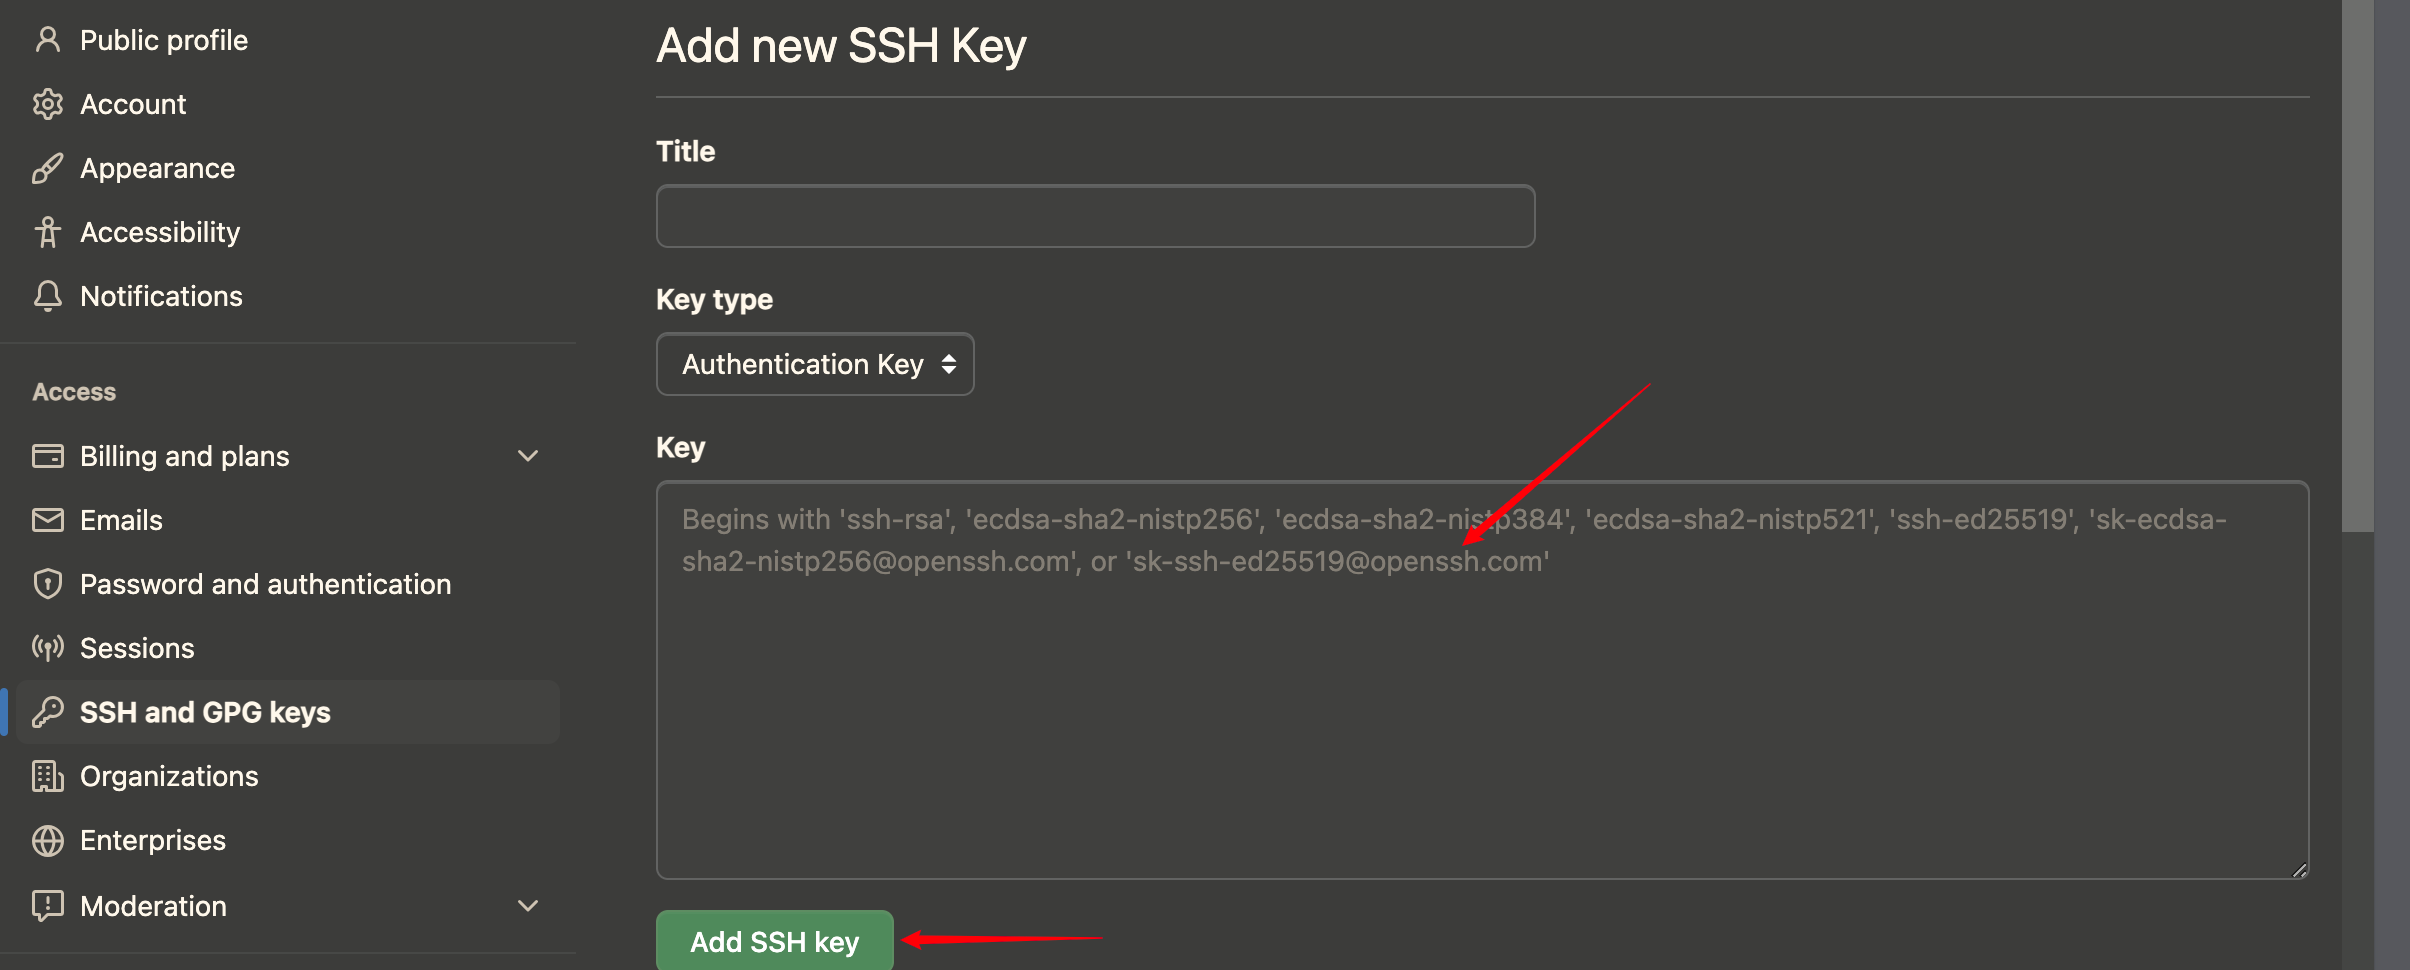 Public profile
Account
Appearance
Accessibility
Notifications
Access
Billing and plans
Emails
Password and authentication
Sessions
SSH and GPG keys
Organizations
Enterprises
Moderation
Add new SSH Key
Title
Key type
Authentication Key
Key
Begins with 'ssh-rsa', 'ecdsa-sha2-nistp256', 'ecdsa-sha2-nistp384', 'ecdsa-sha2-nistp521', 'ssh-ed25519', 'sk-ecdsa-
sha2-nistp256@openssh.com', or 'sk-ssh-ed25519@openssh.com'
Add SSH key